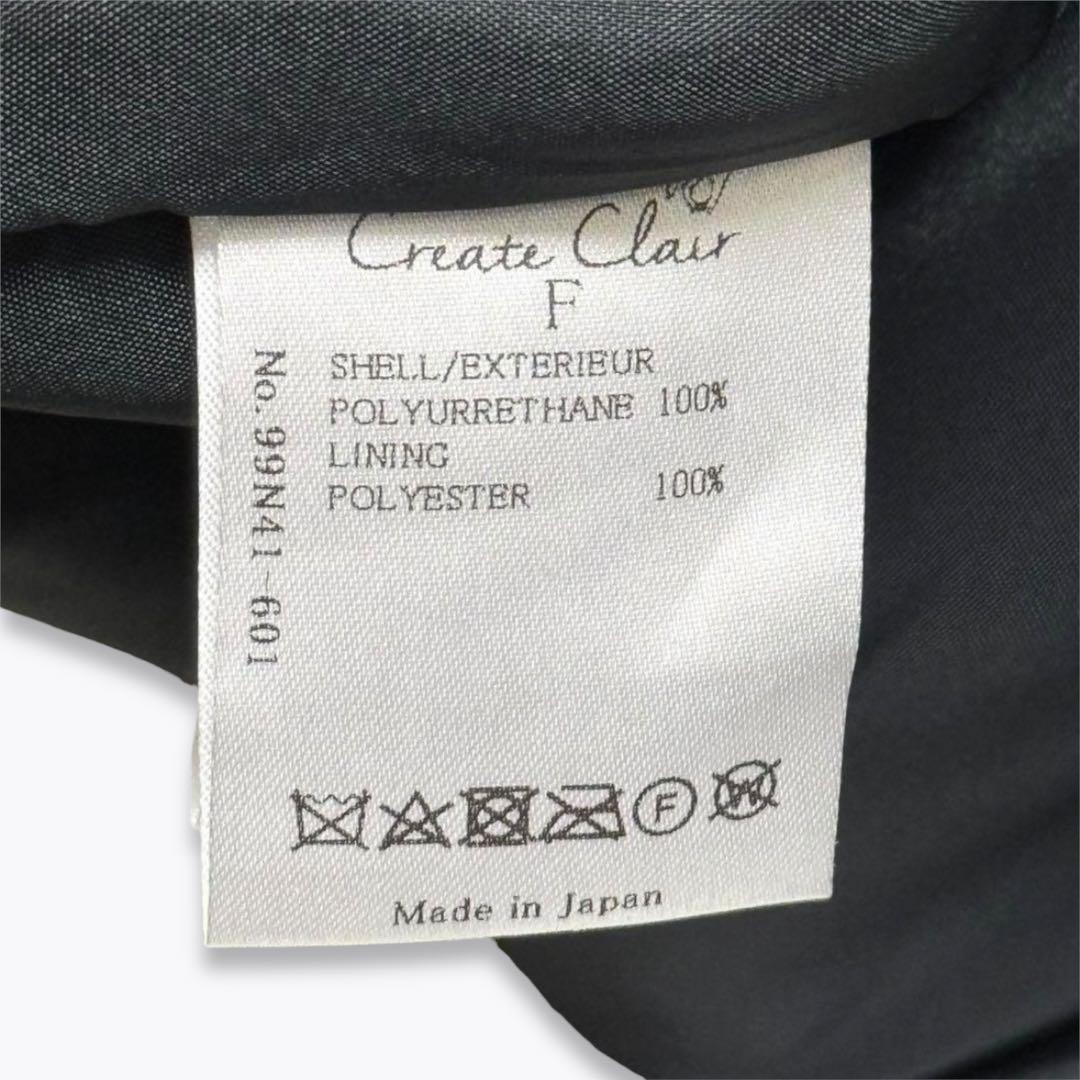 Create Clair
F
SHELL/EXTERIEUR
POLYURRETHANE 100%
LINING
POLYESTER 100%
No. 99N41-601
F
W
Made in Japan